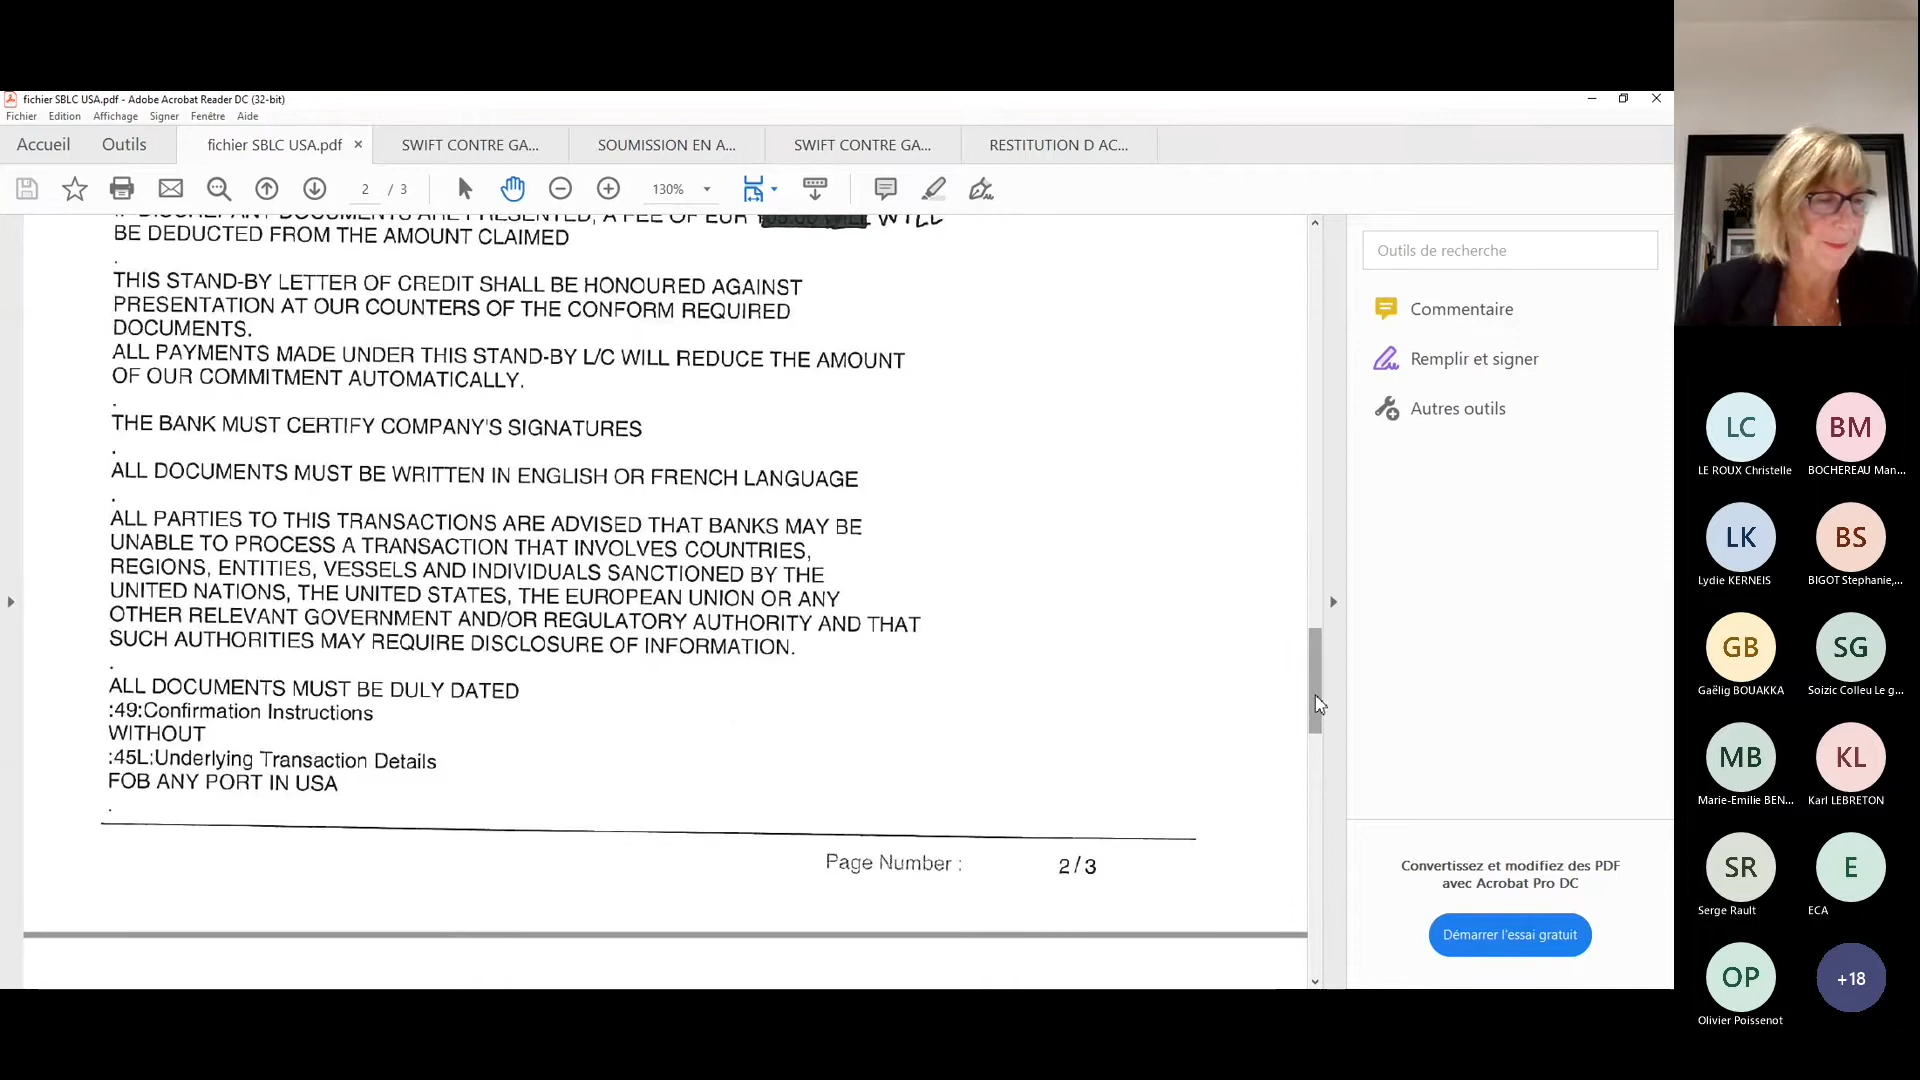 fichier SBLC USA.pdf - Adobe Acrobat Reader DC (32-bit)
Fichier Edition Affichage Signer Fenêtre Aide
Accueil Outils fichier SBLC USA.pdf × SWIFT CONTRE GA... SOUMISSION EN A... SWIFT CONTRE GA... RESTITUTION D AC...
2 / 3 130%
IF DISCREPANT DOCUMENTS ARE PRESENTED, A FEE OF EUR WILL
BE DEDUCTED FROM THE AMOUNT CLAIMED
.
THIS STAND-BY LETTER OF CREDIT SHALL BE HONOURED AGAINST
PRESENTATION AT OUR COUNTERS OF THE CONFORM REQUIRED
DOCUMENTS.
ALL PAYMENTS MADE UNDER THIS STAND-BY L/C WILL REDUCE THE AMOUNT
OF OUR COMMITMENT AUTOMATICALLY.
.
THE BANK MUST CERTIFY COMPANY'S SIGNATURES
.
ALL DOCUMENTS MUST BE WRITTEN IN ENGLISH OR FRENCH LANGUAGE
.
ALL PARTIES TO THIS TRANSACTIONS ARE ADVISED THAT BANKS MAY BE
UNABLE TO PROCESS A TRANSACTION THAT INVOLVES COUNTRIES,
REGIONS, ENTITIES, VESSELS AND INDIVIDUALS SANCTIONED BY THE
UNITED NATIONS, THE UNITED STATES, THE EUROPEAN UNION OR ANY
OTHER RELEVANT GOVERNMENT AND/OR REGULATORY AUTHORITY AND THAT
SUCH AUTHORITIES MAY REQUIRE DISCLOSURE OF INFORMATION.
.
ALL DOCUMENTS MUST BE DULY DATED
:49:Confirmation Instructions
WITHOUT
:45L:Underlying Transaction Details
FOB ANY PORT IN USA
.
Page Number : 2/3
Outils de recherche
Commentaire
Remplir et signer
Autres outils
Convertissez et modifiez des PDF
avec Acrobat Pro DC
Démarrer l'essai gratuit
LC BM
LE ROUX Christelle BOCHEREAU Man...
LK BS
Lydie KERNEIS BIGOT Stephanie,...
GB SG
Gaëlig BOUAKKA Soizic Colleu Le g...
MB KL
Marie-Emilie BEN... Karl LEBRETON
SR E
Serge Rault ECA
OP +18
Olivier Poissenot